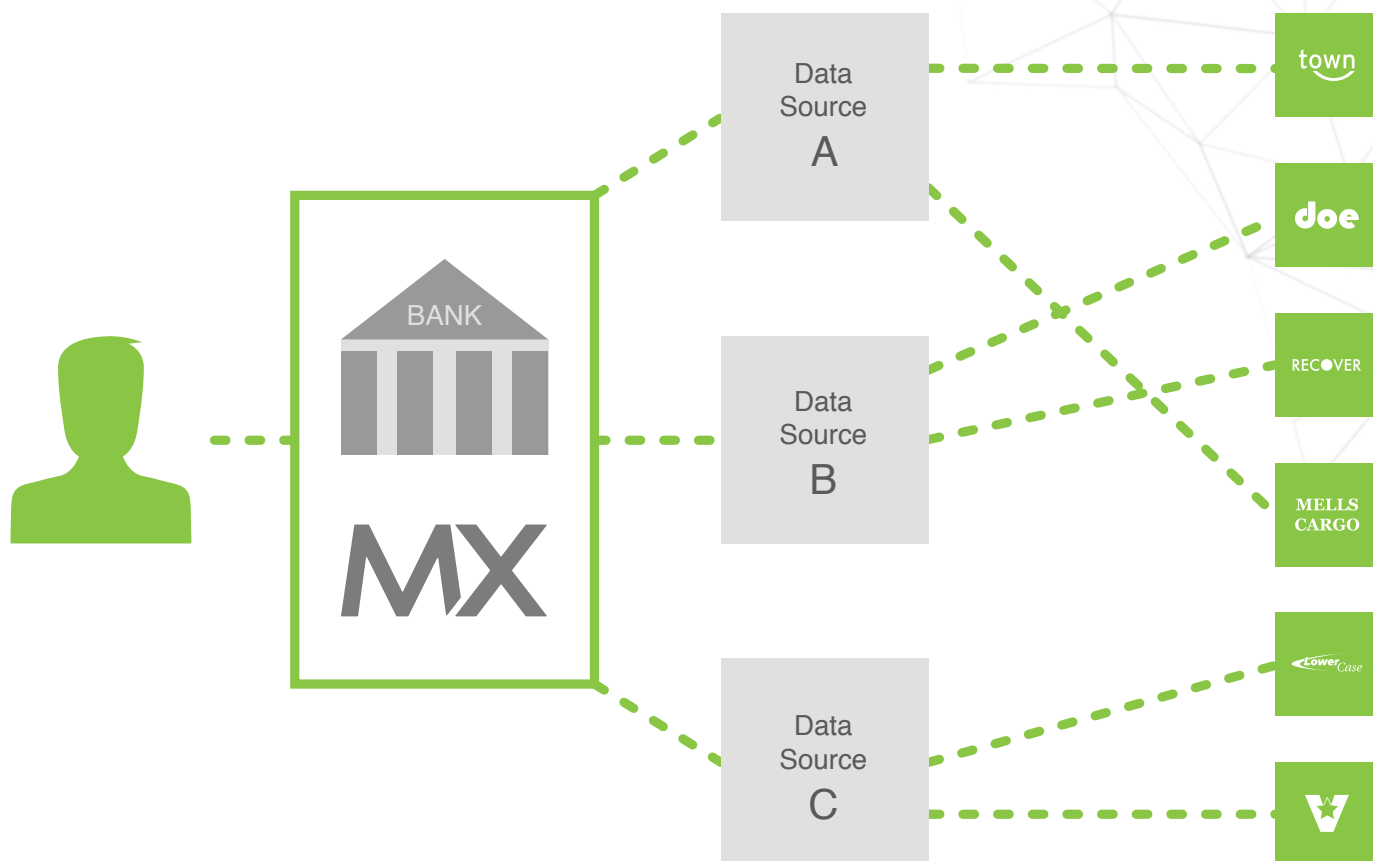 BANK
MX
Data
Source
A
Data
Source
B
Data
Source
C
town
doe
RECOVER
MELLS
CARGO
Lower Case
V